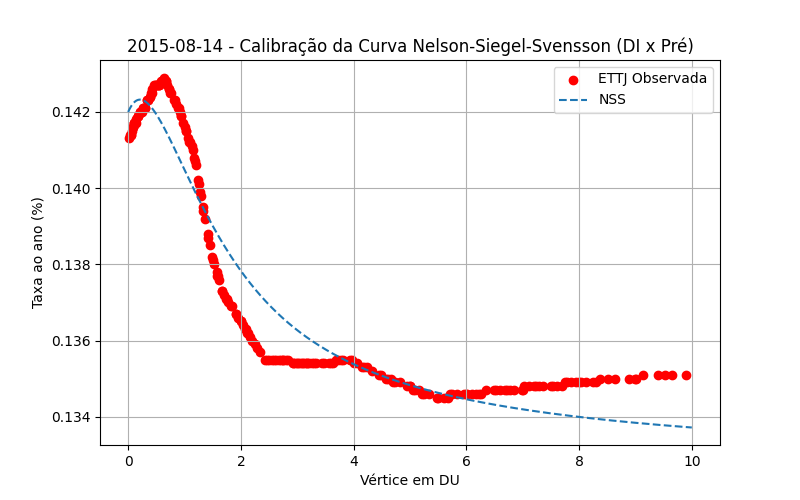 2015-08-14 - Calibração da Curva Nelson-Siegel-Svensson (DI x Pré)
ETTJ Observada
NSS
Taxa ao ano (%)
0.142
0.140
0.138
0.136
0.134
0 2 4 6 8 10
Vértice em DU